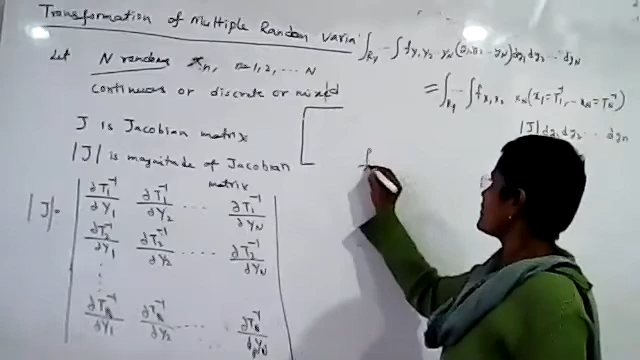 Transformation of Multiple Random Varia
Let N random Xn, n=1,2,... N
continuous or discrete or mixed
J is Jacobian matrix
|J| is magnitude of Jacobian
matrix
|J| =
∂T1^-1/∂Y1 ∂T1^-1/∂Y2 ... ∂T1^-1/∂YN
∂T2^-1/∂Y1 ∂T2^-1/∂Y2 .... ∂T2^-1/∂YN
∂TN^-1/∂Y1 ∂TN^-1/∂Y2 ... ∂TN^-1/∂YN
∫Ry ... ∫ fy1 y2 .. yN (y1 y2 - yN) dy1 dy2 ... dyN
= ∫Ry ... ∫ fx1 x2 xN (x1=T1^-1, .. xN=TN^-1)
|J| dy1 dy2 ... dyN
f